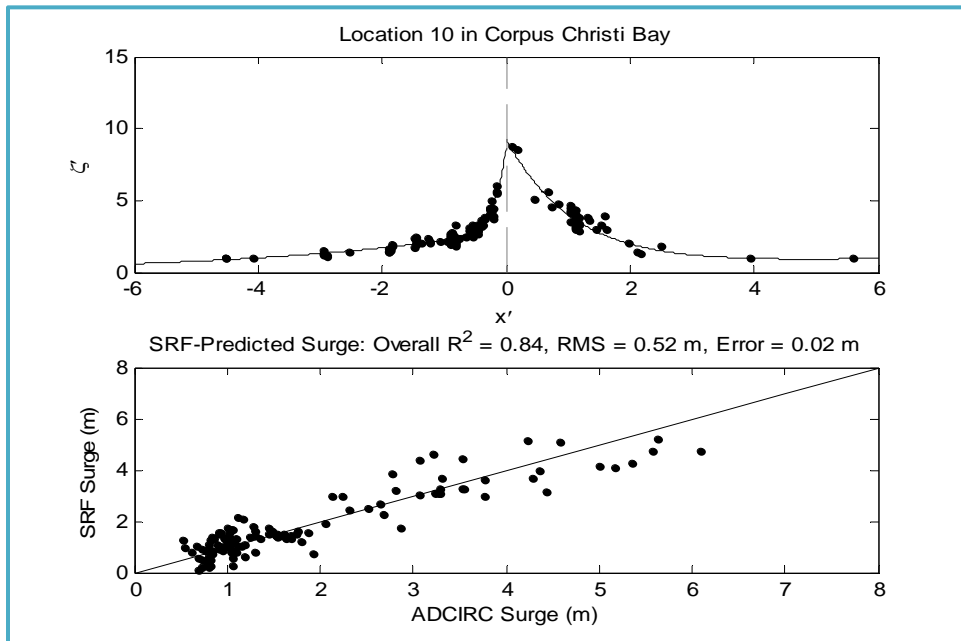 Location 10 in Corpus Christi Bay
15
10
5
0
ζ′
-6 -4 -2 0 2 4 6
x′
SRF-Predicted Surge: Overall R² = 0.84, RMS = 0.52 m, Error = 0.02 m
8
6
4
2
0
SRF Surge (m)
0 1 2 3 4 5 6 7 8
ADCIRC Surge (m)